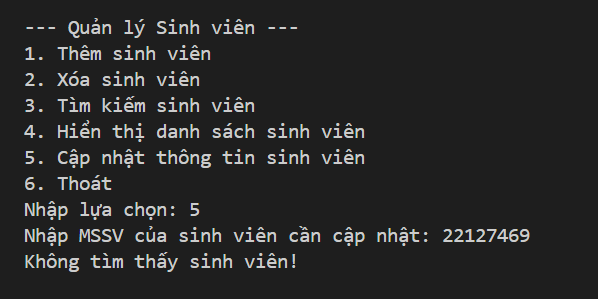 --- Quản lý Sinh viên ---
1. Thêm sinh viên
2. Xóa sinh viên
3. Tìm kiếm sinh viên
4. Hiển thị danh sách sinh viên
5. Cập nhật thông tin sinh viên
6. Thoát
Nhập lựa chọn: 5
Nhập MSSV của sinh viên cần cập nhật: 22127469
Không tìm thấy sinh viên!